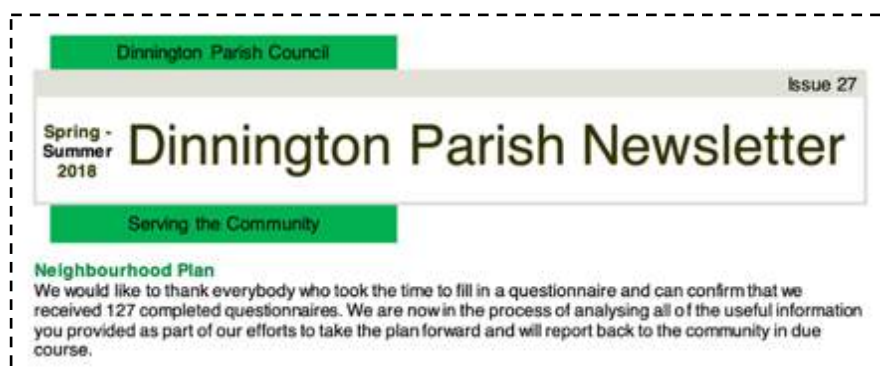 Dinnington Parish Council
Issue 27
Spring -
Summer
2018
Dinnington Parish Newsletter
Serving the Community
Neighbourhood Plan
We would like to thank everybody who took the time to fill in a questionnaire and can confirm that we
received 127 completed questionnaires. We are now in the process of analysing all of the useful information
you provided as part of our efforts to take the plan forward and will report back to the community in due
course.